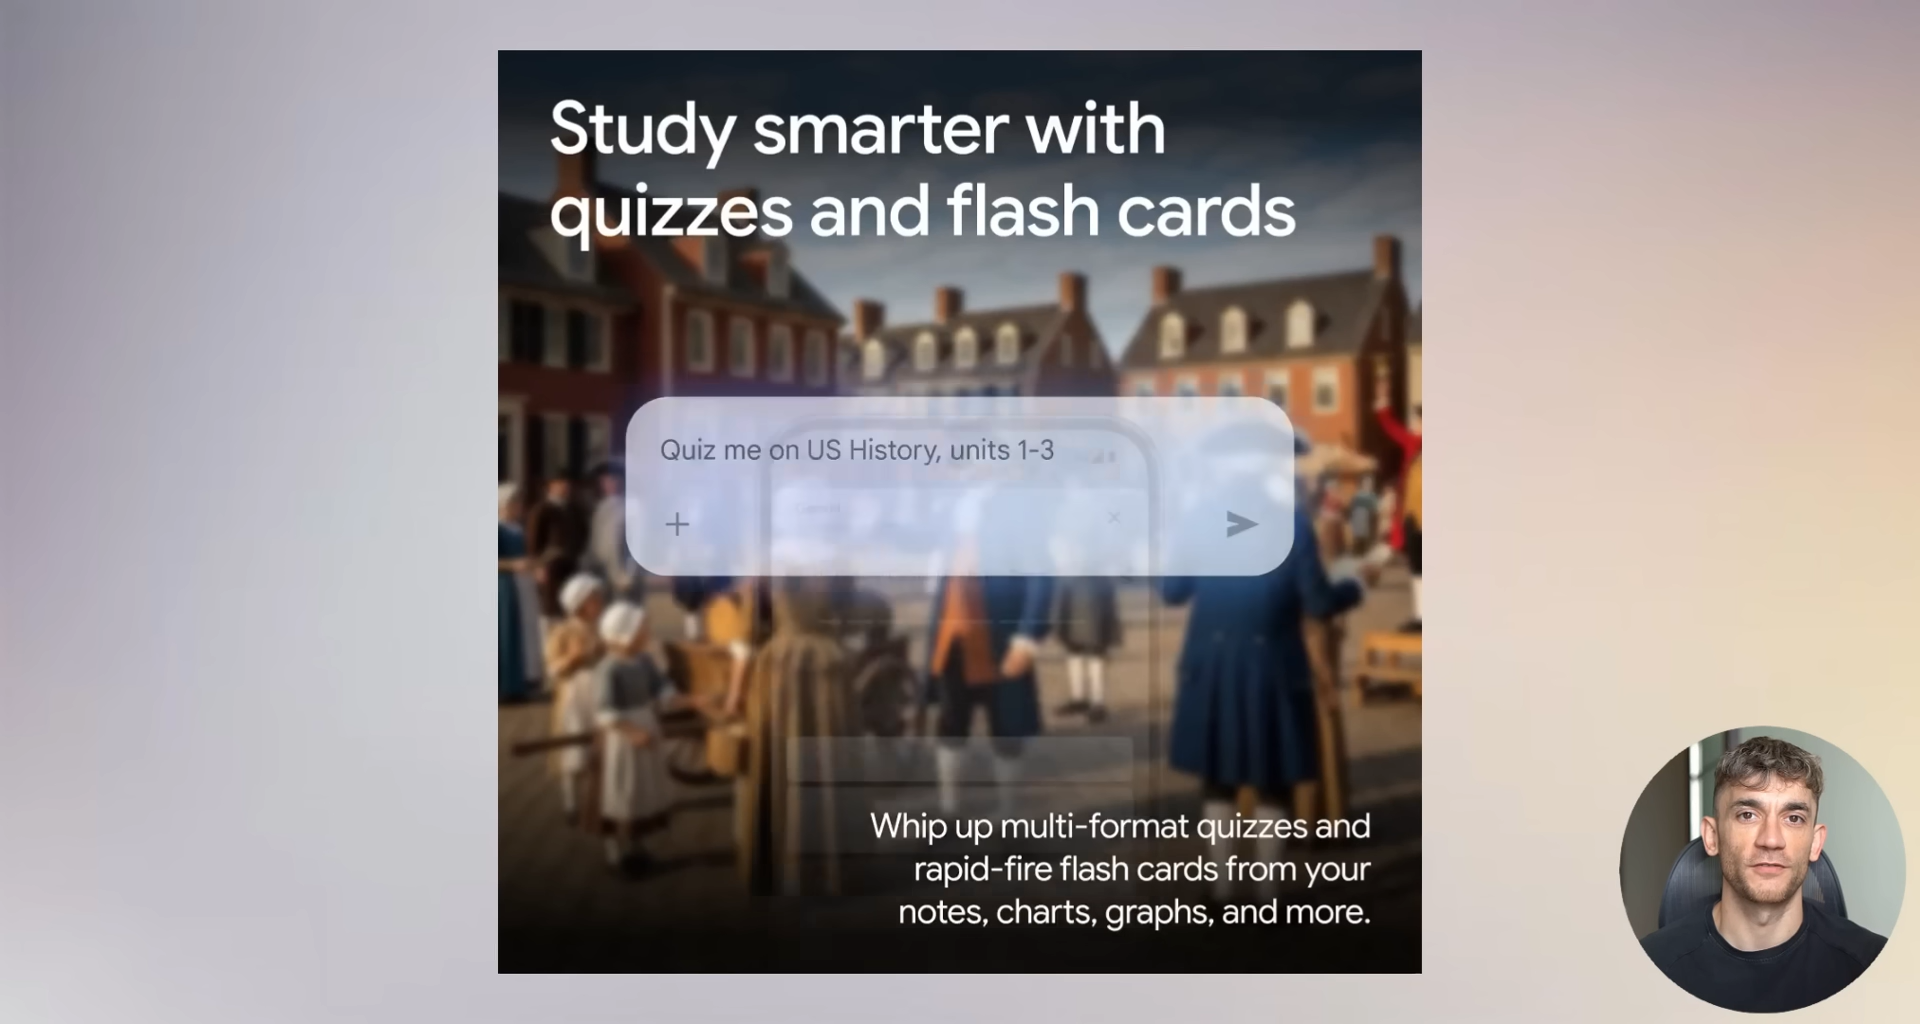 Study smarter with
quizzes and flash cards
Quiz me on US History, units 1-3
Whip up multi-format quizzes and
rapid-fire flash cards from your
notes, charts, graphs, and more.